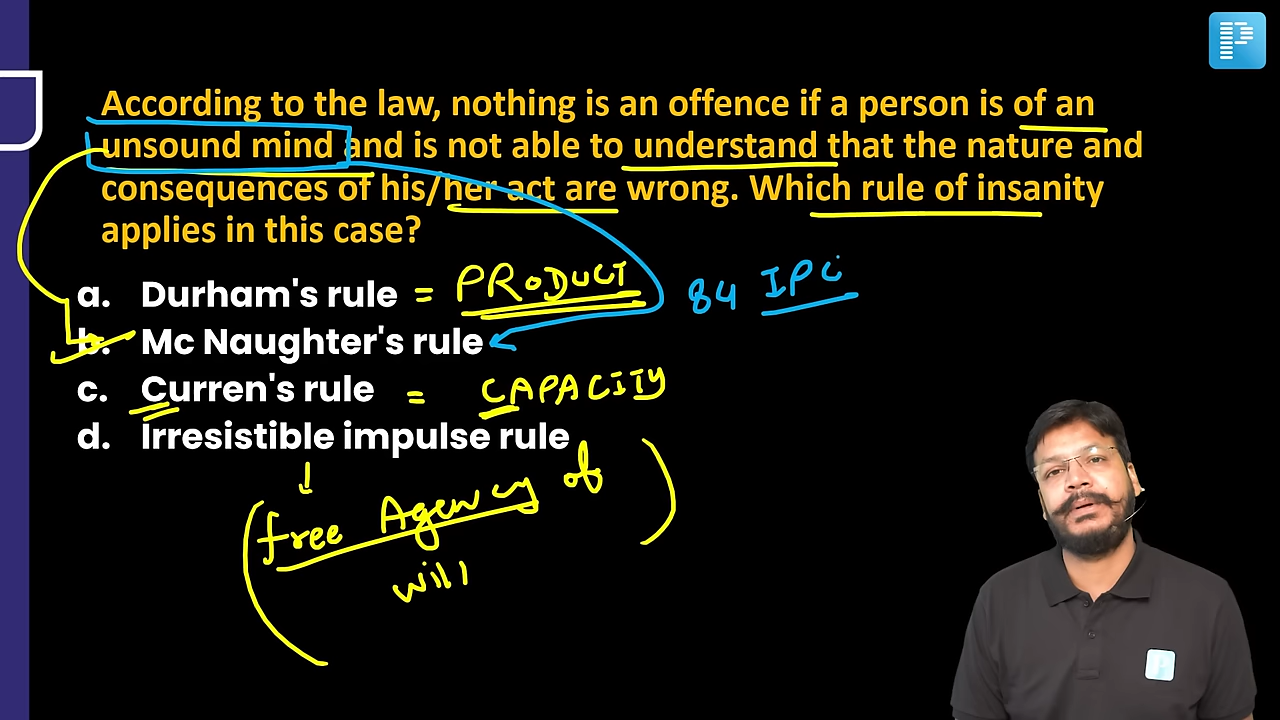 According to the law, nothing is an offence if a person is of an
unsound mind and is not able to understand that the nature and
consequences of his/her act are wrong. Which rule of insanity
applies in this case?
a. Durham's rule = PRODUCT
84 IPC
b. Mc Naughter's rule
c. Curren's rule = CAPACITY
d. Irresistible impulse rule
free Agency of
will